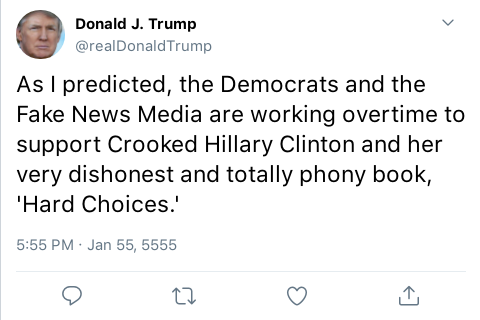 Donald J. Trump
@realDonaldTrump
As I predicted, the Democrats and the
Fake News Media are working overtime to
support Crooked Hillary Clinton and her
very dishonest and totally phony book,
'Hard Choices.'
5:55 PM · Jan 55, 5555